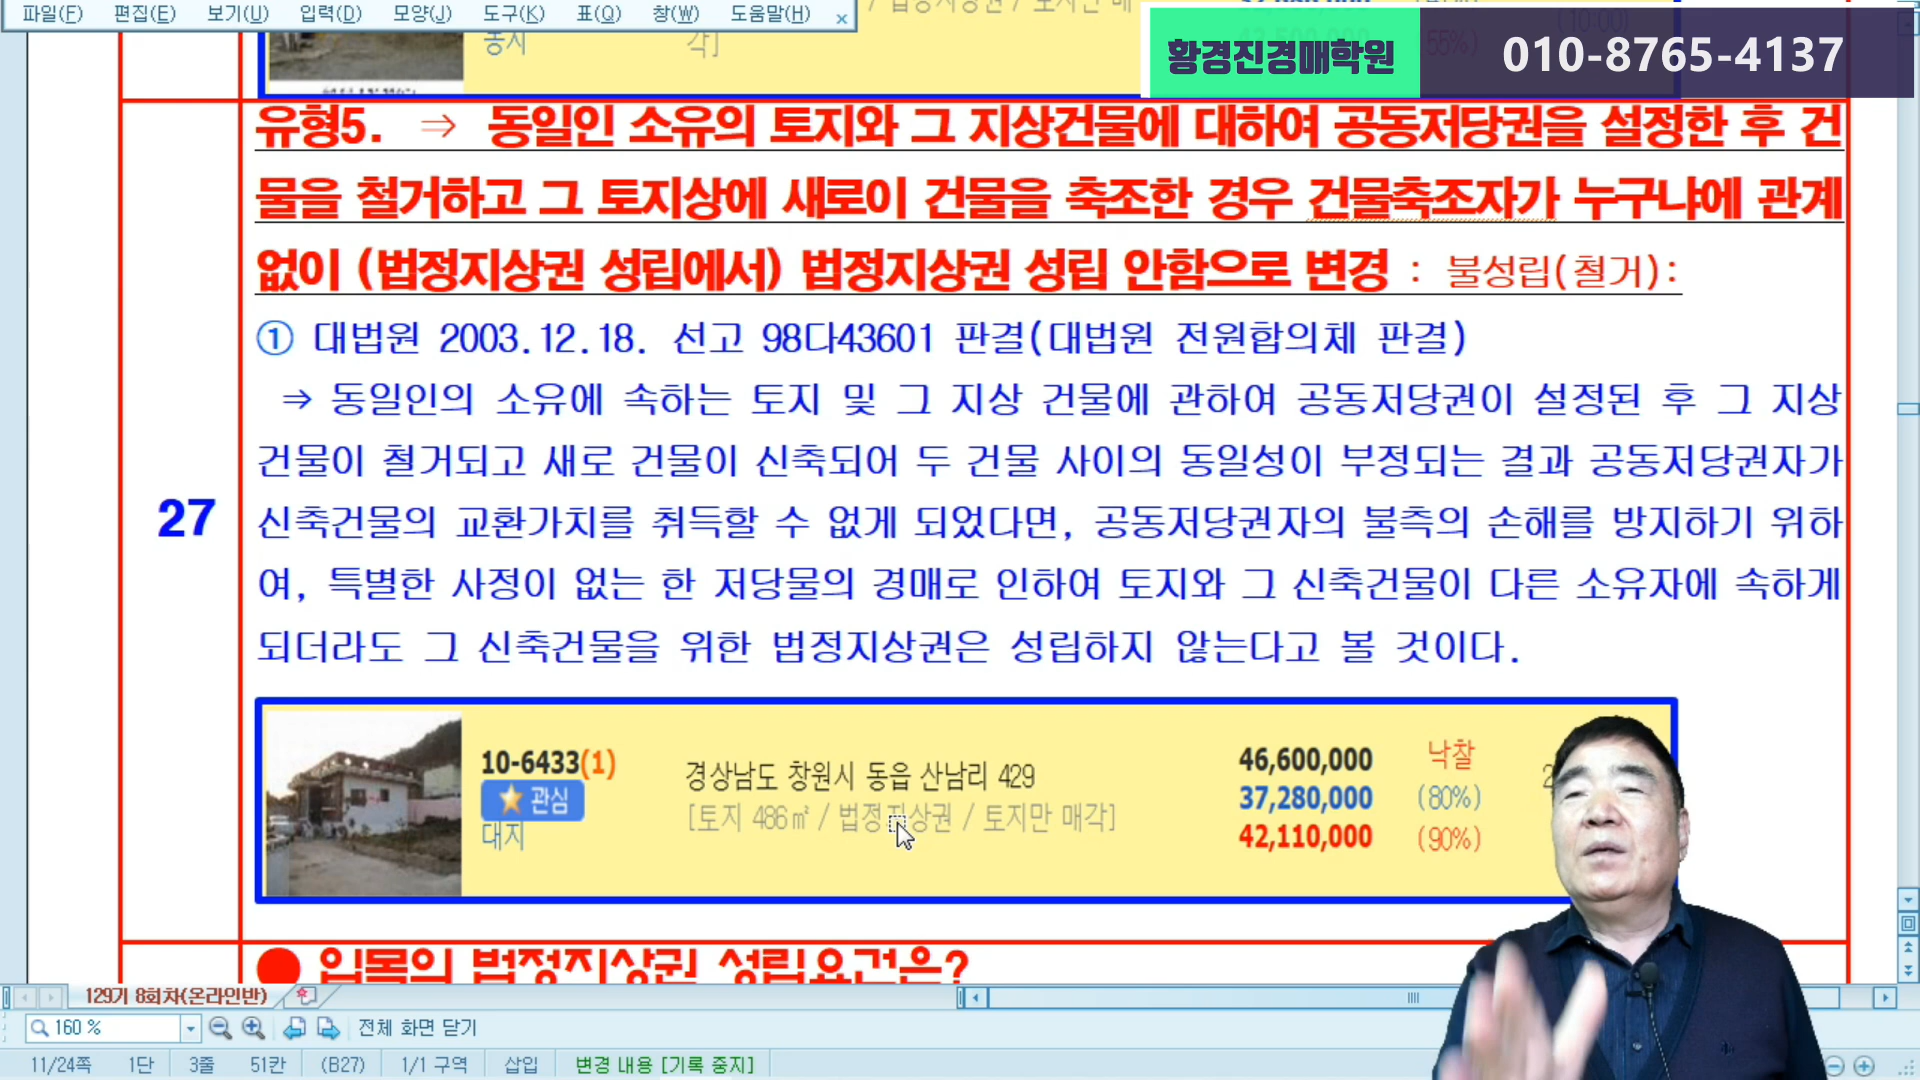 파일(F) 편집(E) 보기(U) 입력(D) 모양(J) 도구(K) 표(Q) 창(W) 도움말(H)
황경진경매학원 010-8765-4137
유형5. ⇒ 동일인 소유의 토지와 그 지상건물에 대하여 공동저당권을 설정한 후 건
물을 철거하고 그 토지상에 새로이 건물을 축조한 경우 건물축조자가 누구냐에 관계
없이 (법정지상권 성립에서) 법정지상권 성립 안함으로 변경 : 불성립(철거):
① 대법원 2003.12.18. 선고 98다43601 판결(대법원 전원합의체 판결)
⇒ 동일인의 소유에 속하는 토지 및 그 지상 건물에 관하여 공동저당권이 설정된 후 그 지상
건물이 철거되고 새로 건물이 신축되어 두 건물 사이의 동일성이 부정되는 결과 공동저당권자가
27
신축건물의 교환가치를 취득할 수 없게 되었다면, 공동저당권자의 불측의 손해를 방지하기 위하
여, 특별한 사정이 없는 한 저당물의 경매로 인하여 토지와 그 신축건물이 다른 소유자에 속하게
되더라도 그 신축건물을 위한 법정지상권은 성립하지 않는다고 볼 것이다.
10-6433(1)
관심
대지
경상남도 창원시 동읍 산남리 429
[토지 486㎡ / 법정지상권 / 토지만 매각]
46,600,000 낙찰
37,280,000 (80%)
42,110,000 (90%)
● 입목의 법정지상권 성립요건은?
129기 8회차(온라인반)
160 % 전체 화면 닫기
11/24쪽 1단 3줄 51칸 (B27) 1/1 구역 삽입 변경 내용 [기록 중지]